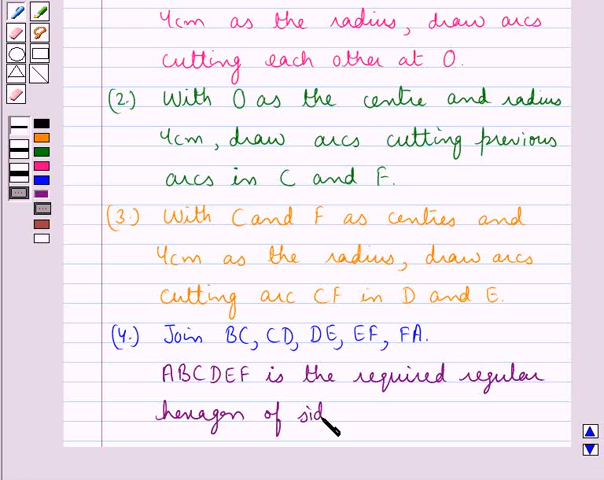 4cm as the radius, draw arcs
cutting each other at O.
(2.) With O as the centre and radius
4cm, draw arcs cutting previous
arcs in C and F.
(3.) With C and F as centres and
4cm as the radius, draw arcs
cutting arc CF in D and E.
(4.) Join BC, CD, DE, EF, FA.
ABCDEF is the required regular
hexagon of sid